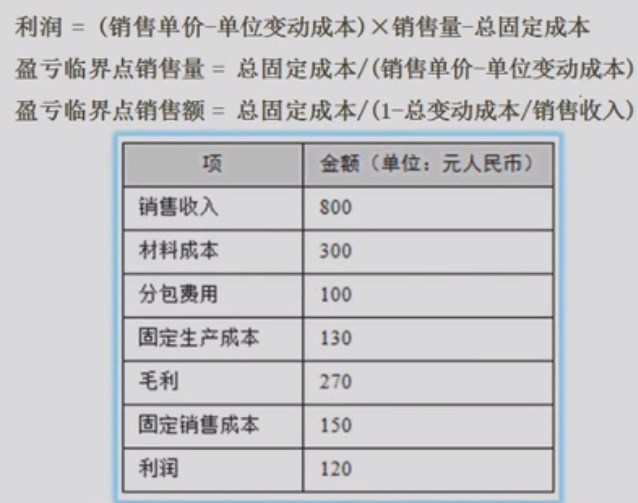 利润 = (销售单价-单位变动成本)×销售量-总固定成本
盈亏临界点销售量 = 总固定成本/(销售单价-单位变动成本)
盈亏临界点销售额 = 总固定成本/(1-总变动成本/销售收入)
项 金额（单位：元人民币）
销售收入 800
材料成本 300
分包费用 100
固定生产成本 130
毛利 270
固定销售成本 150
利润 120